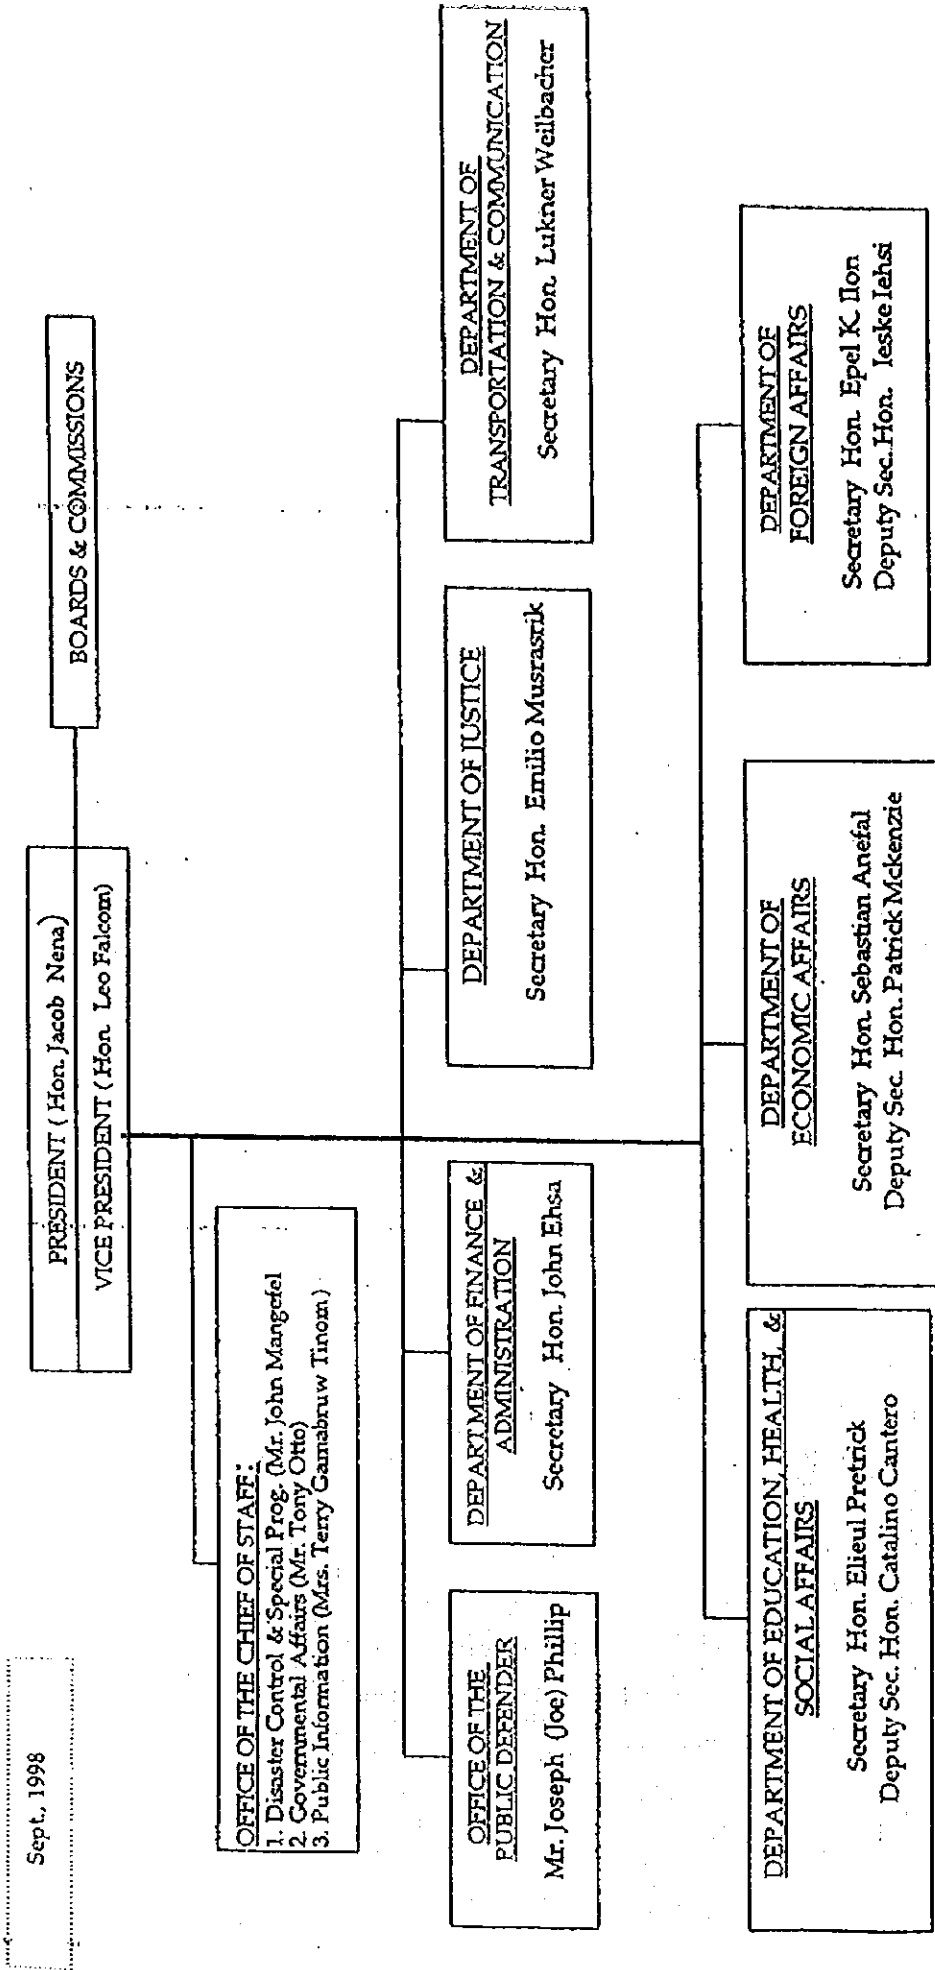 Sept., 1998
PRESIDENT ( Hon. Jacob Nena)
VICE PRESIDENT ( Hon. Leo Falcom)
BOARDS & COMMISSIONS
OFFICE OF THE CHIEF OF STAFF:
1. Disaster Control & Special Prog. (Mr. John Mangefel
2. Governmental Affairs (Mr. Tony Otto)
3. Public Information (Mrs. Terry Gamabruw Tinom)
OFFICE OF THE
PUBLIC DEFENDER
Mr. Joseph (Joe) Phillip
DEPARTMENT OF FINANCE &
ADMINISTRATION
Secretary Hon. John Ehsa
DEPARTMENT OF JUSTICE
Secretary Hon. Emilio Musrasrik
DEPARTMENT OF
TRANSPORTATION & COMMUNICATION
Secretary Hon. Lukner Weilbacher
DEPARTMENT OF EDUCATION, HEALTH, &
SOCIAL AFFAIRS
Secretary Hon. Elieul Pretrick
Deputy Sec. Hon. Catalino Cantero
DEPARTMENT OF
ECONOMIC AFFAIRS
Secretary Hon. Sebastian Anefal
Deputy Sec. Hon. Patrick Mckenzie
DEPARTMENT OF
FOREIGN AFFAIRS
Secretary Hon. Epel K. Ilon
Deputy Sec. Hon. Ieske Iehsi